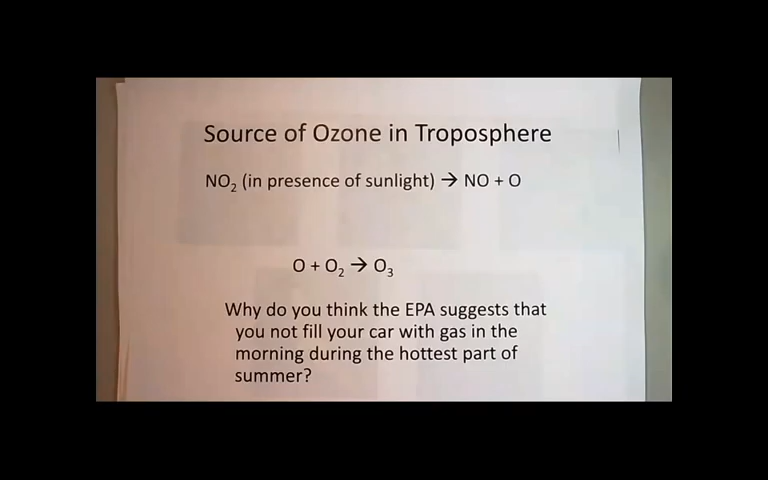 Source of Ozone in Troposphere
NO₂ (in presence of sunlight) → NO + O
O + O₂ → O₃
Why do you think the EPA suggests that
you not fill your car with gas in the
morning during the hottest part of
summer?